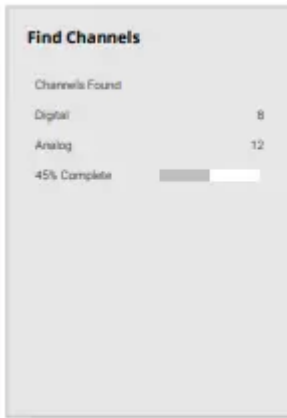 Find Channels
Channels Found
Digital 8
Analog 12
45% Complete